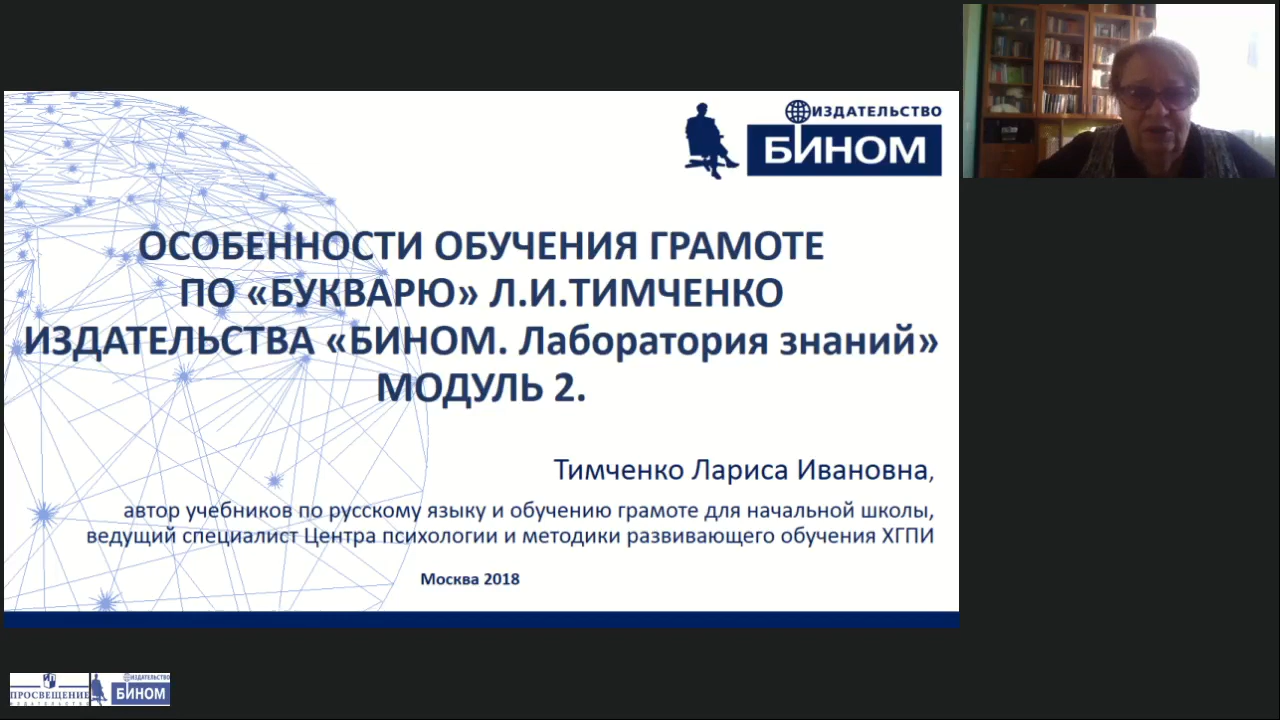 ИЗДАТЕЛЬСТВО
БИНОМ
ОСОБЕННОСТИ ОБУЧЕНИЯ ГРАМОТЕ
ПО «БУКВАРЮ» Л.И.ТИМЧЕНКО
ИЗДАТЕЛЬСТВА «БИНОМ. Лаборатория знаний»
МОДУЛЬ 2.
Тимченко Лариса Ивановна,
автор учебников по русскому языку и обучению грамоте для начальной школы,
ведущий специалист Центра психологии и методики развивающего обучения ХГПИ
Москва 2018
ПРОСВЕЩЕНИЕ
ИЗДАТЕЛЬСТВО
ИЗДАТЕЛЬСТВО
БИНОМ